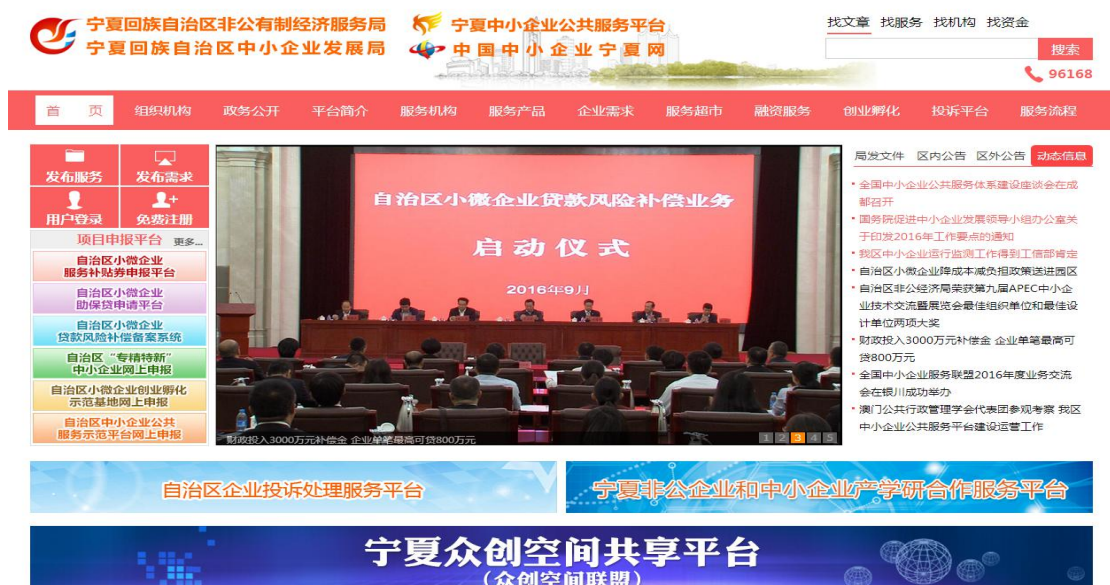 宁夏回族自治区非公有制经济服务局
宁夏回族自治区中小企业发展局
宁夏中小企业公共服务平台
中国中小企业宁夏网
找文章 找服务 找机构 找资金
搜索
96168
首 页 组织机构 政务公开 平台简介 服务机构 服务产品 企业需求 服务超市 融资服务 创业孵化 投诉平台 服务流程
发布服务 发布需求
用户登录 免费注册
项目申报平台 更多...
自治区小微企业
服务补贴券申报平台
自治区小微企业
助保贷申请平台
自治区小微企业
贷款风险补偿备案系统
自治区“专精特新”
中小企业网上申报
自治区小微企业创业孵化
示范基地网上申报
自治区中小企业公共
服务示范平台网上申报
自治区小微企业贷款风险补偿业务
启动仪式
2016年9月
财政投入3000万元补偿金 企业单笔最高可贷800万元
1 2 3 4 5
局发文件 区内公告 区外公告 动态信息
全国中小企业公共服务体系建设座谈会在成
都召开
国务院促进中小企业发展领导小组办公室关
于印发2016年工作要点的通知
我区中小企业运行监测工作得到工信部肯定
自治区小微企业降成本减负担政策送进园区
自治区非公经济局荣获第九届APEC中小企
业技术交流暨展览会最佳组织单位和最佳设
计单位两项大奖
财政投入3000万元补偿金 企业单笔最高可
贷800万元
全国中小企业服务联盟2016年度业务交流
会在银川成功举办
澳门公共行政管理学会代表团参观考察 我区
中小企业公共服务平台建设运营工作
自治区企业投诉处理服务平台
宁夏非公企业和中小企业产学研合作服务平台
宁夏众创空间共享平台
(众创空间联盟)